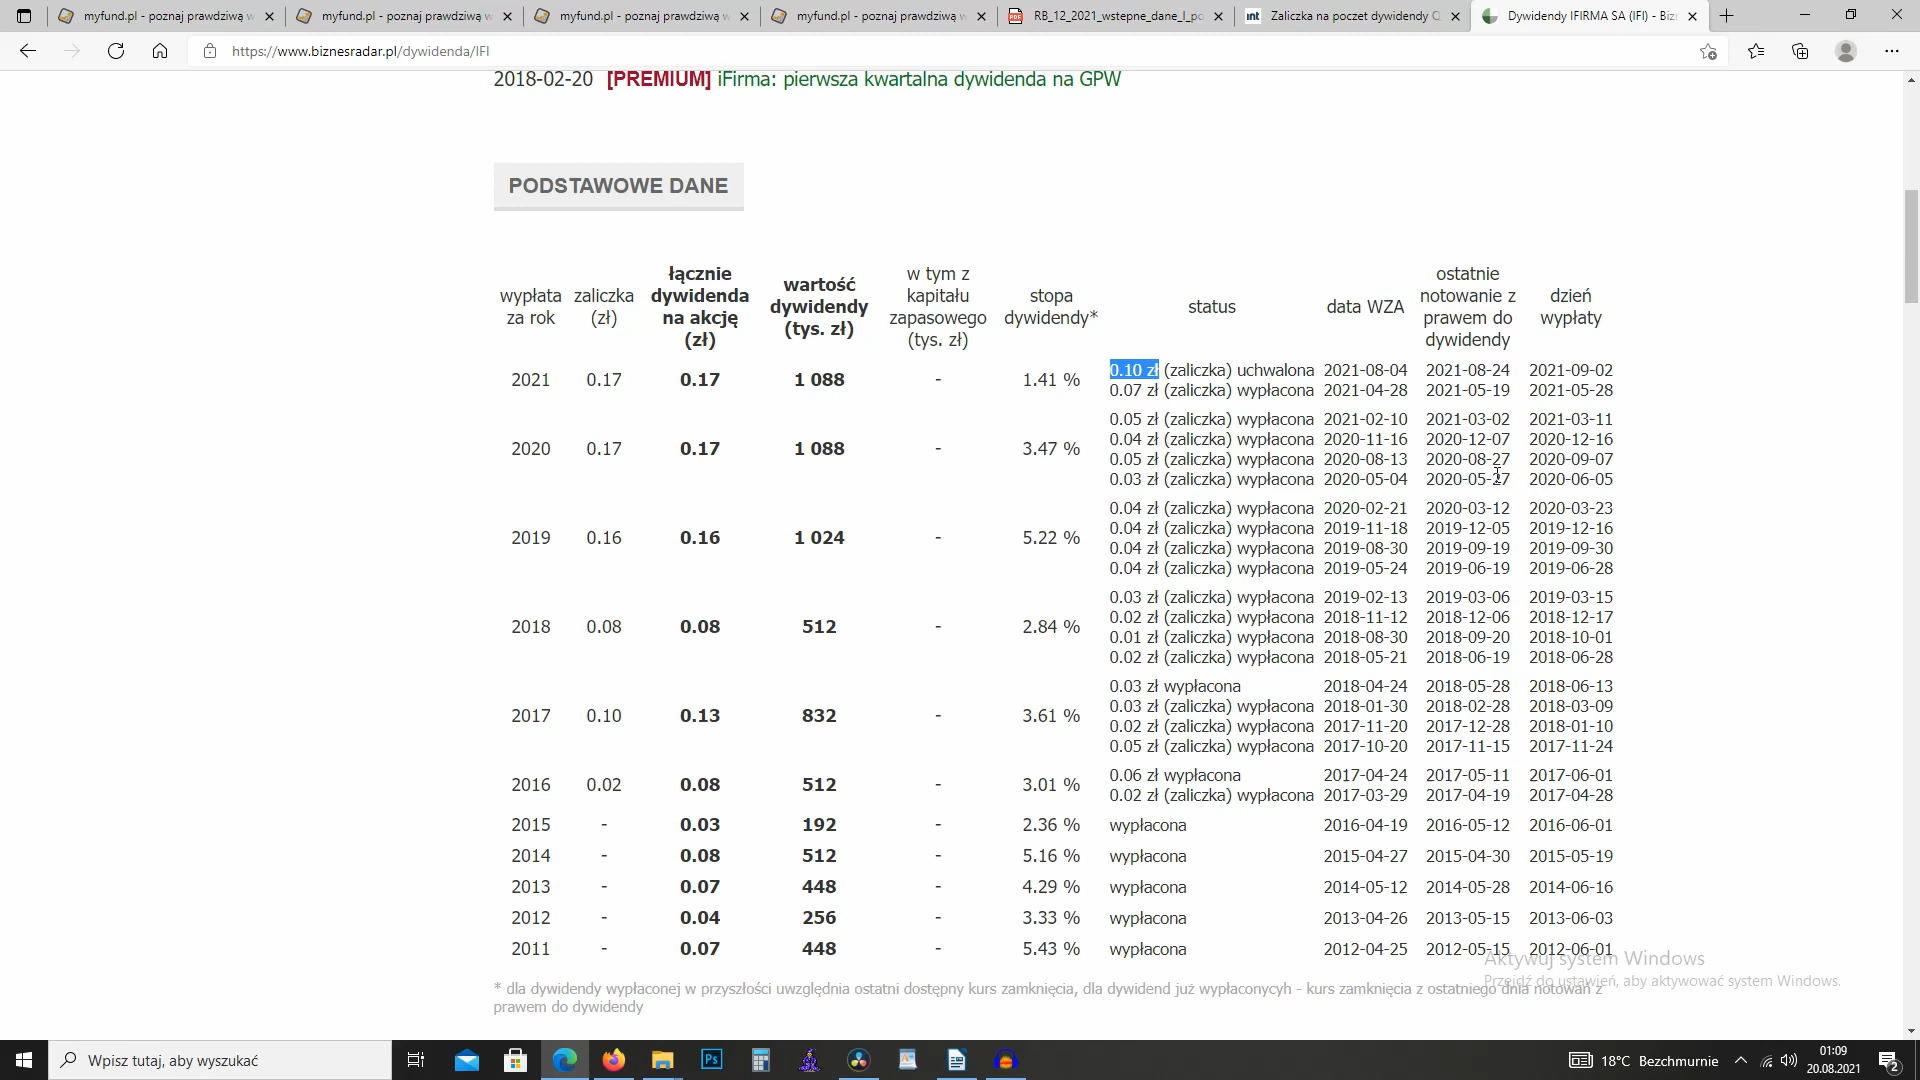 myfund.pl - poznaj prawdziwą w
myfund.pl - poznaj prawdziwą w
myfund.pl - poznaj prawdziwą w
myfund.pl - poznaj prawdziwą w
RB_12_2021_wstepne_dane_I_po
Zaliczka na poczet dywidendy Q
Dywidendy IFIRMA SA (IFI) - Biz
https://www.biznesradar.pl/dywidenda/IFI
2018-02-20 [PREMIUM] iFirma: pierwsza kwartalna dywidenda na GPW
PODSTAWOWE DANE
wypłata za rok zaliczka (zł) łącznie dywidenda na akcję (zł) wartość dywidendy (tys. zł) w tym z kapitału zapasowego (tys. zł) stopa dywidendy* status data WZA ostatnie notowanie z prawem do dywidendy dzień wypłaty
2021 0.17 0.17 1 088 - 1.41 %
0.10 zł (zaliczka) uchwalona 2021-08-04 2021-08-24 2021-09-02
0.07 zł (zaliczka) wypłacona 2021-04-28 2021-05-19 2021-05-28
2020 0.17 0.17 1 088 - 3.47 %
0.05 zł (zaliczka) wypłacona 2021-02-10 2021-03-02 2021-03-11
0.04 zł (zaliczka) wypłacona 2020-11-16 2020-12-07 2020-12-16
0.05 zł (zaliczka) wypłacona 2020-08-13 2020-08-27 2020-09-07
0.03 zł (zaliczka) wypłacona 2020-05-04 2020-05-27 2020-06-05
2019 0.16 0.16 1 024 - 5.22 %
0.04 zł (zaliczka) wypłacona 2020-02-21 2020-03-12 2020-03-23
0.04 zł (zaliczka) wypłacona 2019-11-18 2019-12-05 2019-12-16
0.04 zł (zaliczka) wypłacona 2019-08-30 2019-09-19 2019-09-30
0.04 zł (zaliczka) wypłacona 2019-05-24 2019-06-19 2019-06-28
2018 0.08 0.08 512 - 2.84 %
0.03 zł (zaliczka) wypłacona 2019-02-13 2019-03-06 2019-03-15
0.02 zł (zaliczka) wypłacona 2018-11-12 2018-12-06 2018-12-17
0.01 zł (zaliczka) wypłacona 2018-08-30 2018-09-20 2018-10-01
0.02 zł (zaliczka) wypłacona 2018-05-21 2018-06-19 2018-06-28
2017 0.10 0.13 832 - 3.61 %
0.03 zł wypłacona 2018-04-24 2018-05-28 2018-06-13
0.03 zł (zaliczka) wypłacona 2018-01-30 2018-02-28 2018-03-09
0.02 zł (zaliczka) wypłacona 2017-11-20 2017-12-28 2018-01-10
0.05 zł (zaliczka) wypłacona 2017-10-20 2017-11-15 2017-11-24
2016 0.02 0.08 512 - 3.01 %
0.06 zł wypłacona 2017-04-24 2017-05-11 2017-06-01
0.02 zł (zaliczka) wypłacona 2017-03-29 2017-04-19 2017-04-28
2015 - 0.03 192 - 2.36 % wypłacona 2016-04-19 2016-05-12 2016-06-01
2014 - 0.08 512 - 5.16 % wypłacona 2015-04-27 2015-04-30 2015-05-19
2013 - 0.07 448 - 4.29 % wypłacona 2014-05-12 2014-05-28 2014-06-16
2012 - 0.04 256 - 3.33 % wypłacona 2013-04-26 2013-05-15 2013-06-03
2011 - 0.07 448 - 5.43 % wypłacona 2012-04-25 2012-05-15 2012-06-01
* dla dywidendy wypłaconej w przyszłości uwzględnia ostatni dostępny kurs zamknięcia, dla dywidend już wypłaconycyh - kurs zamknięcia z ostatniego dnia notowań z
prawem do dywidendy
Aktywuj system Windows
Przejdź do ustawień, aby aktywować system Windows.
Wpisz tutaj, aby wyszukać
18°C Bezchmurnie
01:09
20.08.2021
2